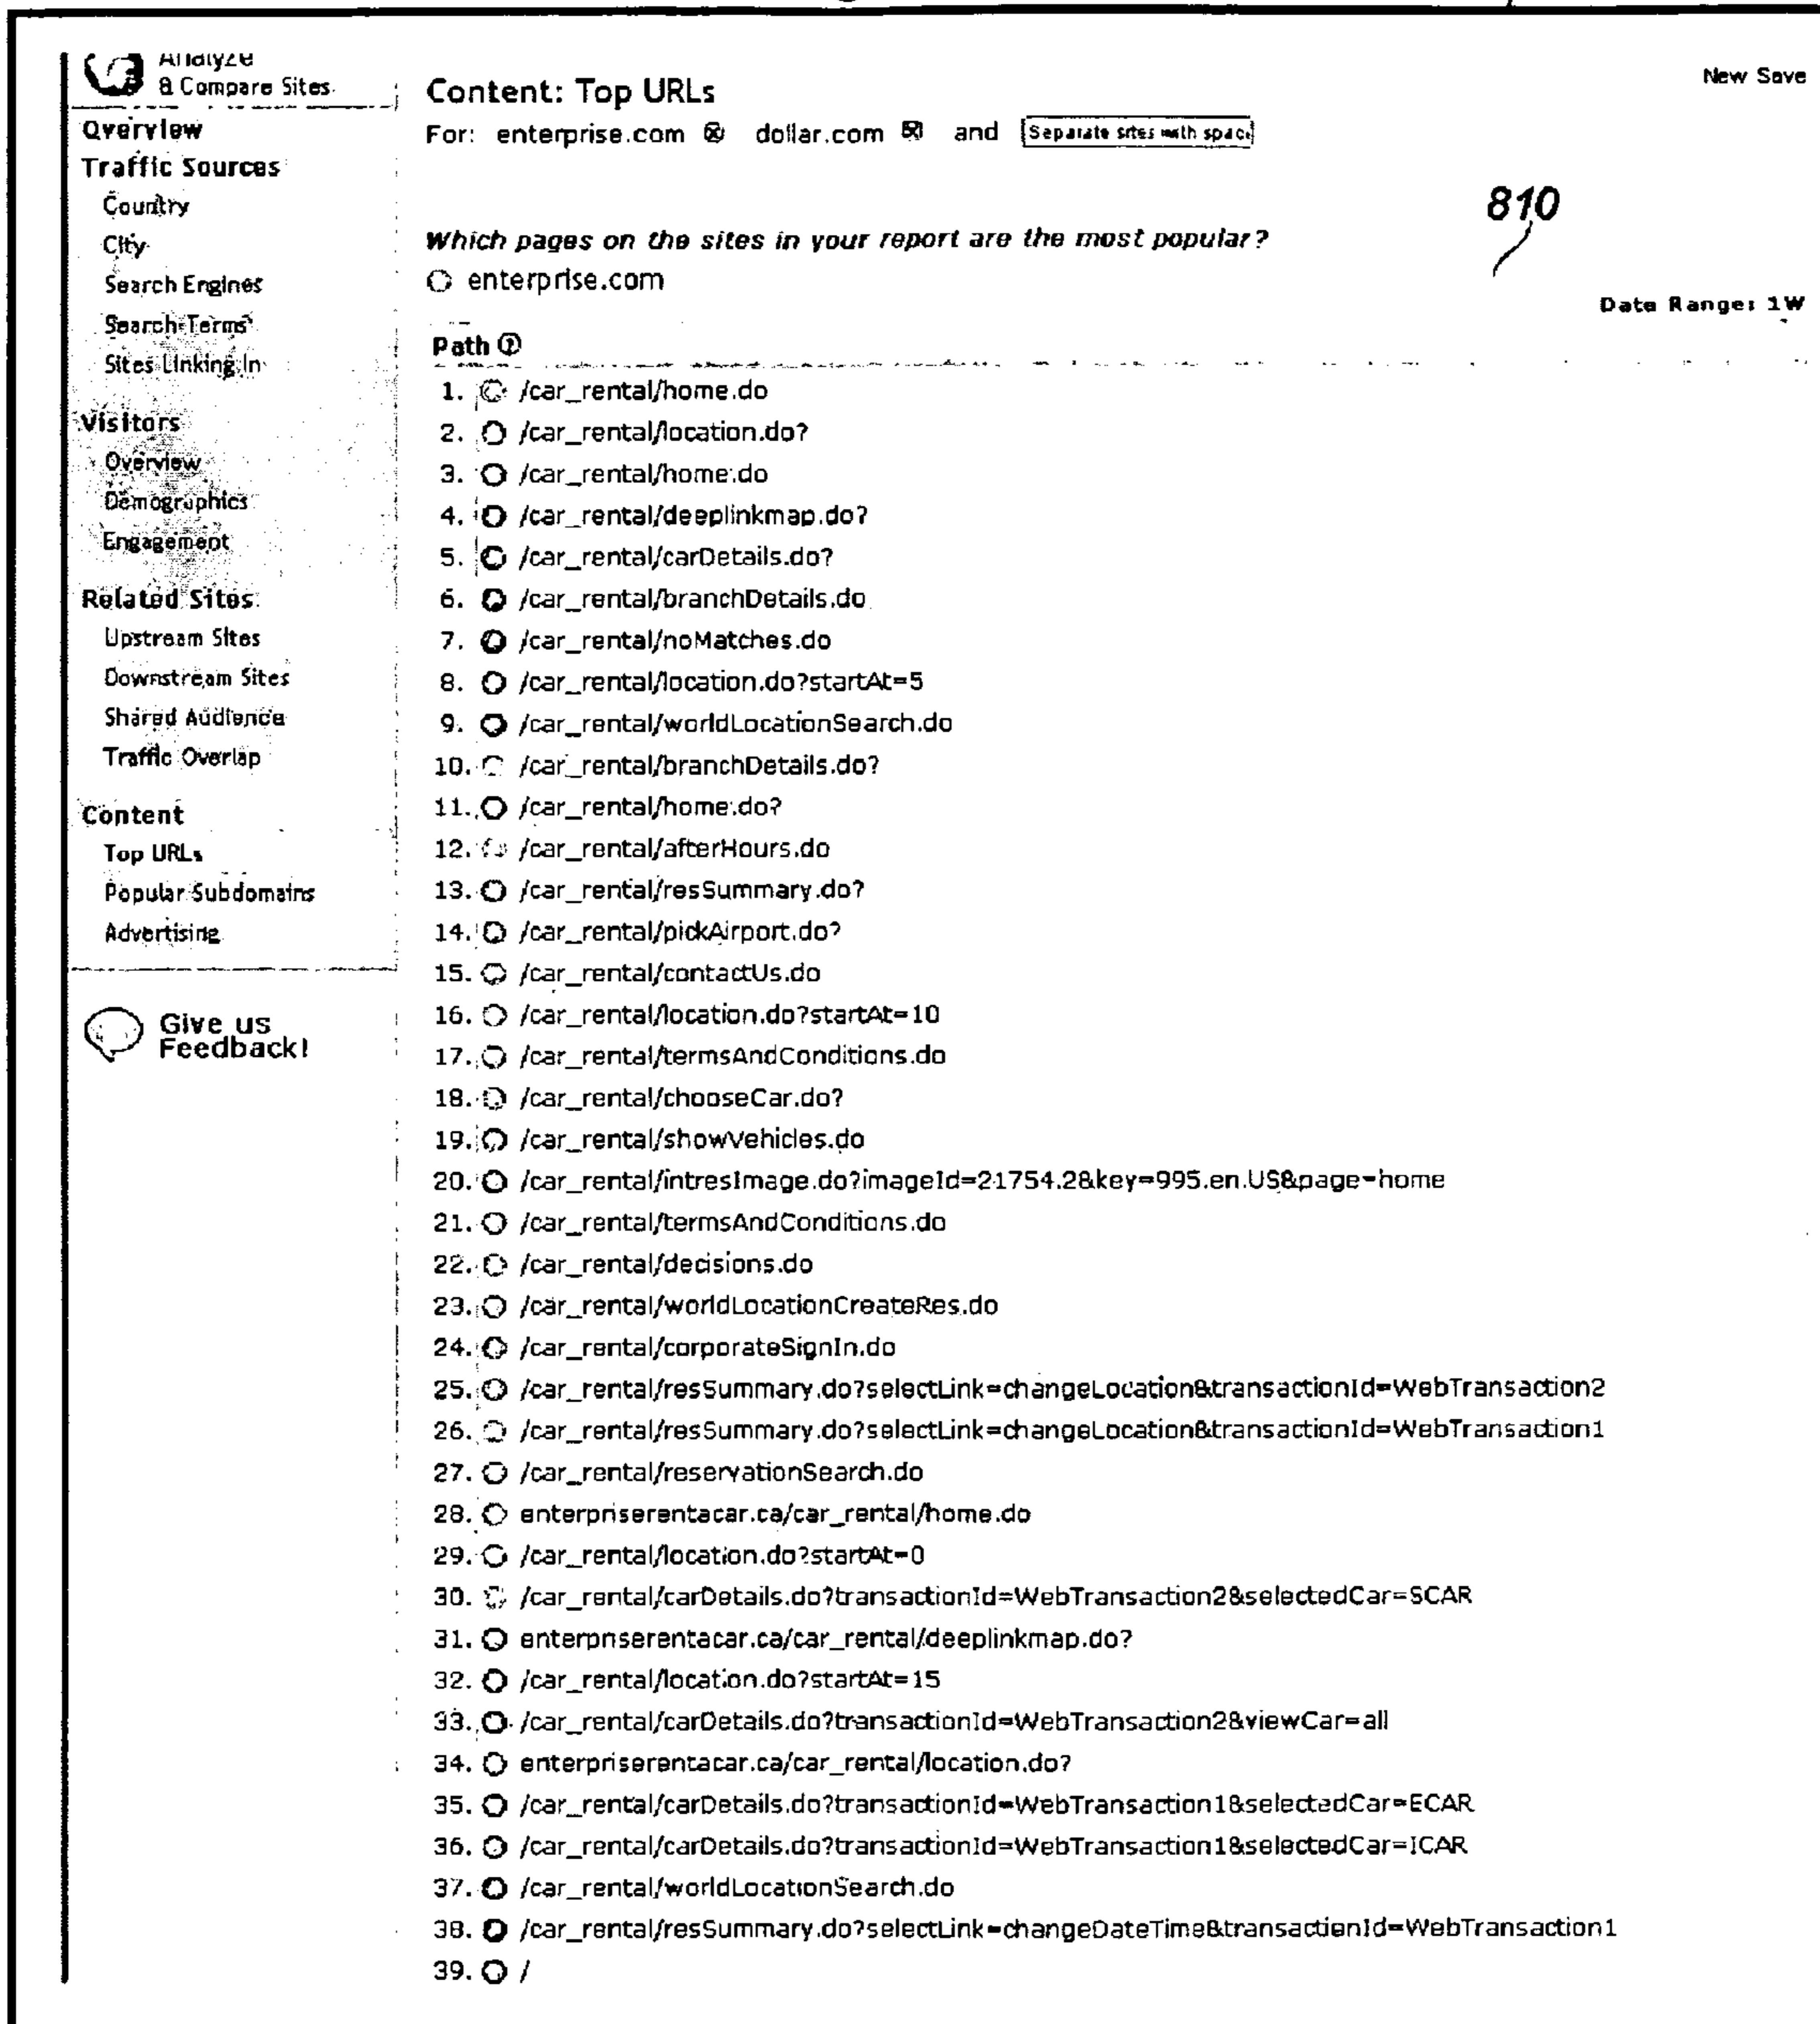 Analyze
& Compare Sites
Overview
Traffic Sources
Country
City
Search Engines
Search Terms
Sites Linking In
Visitors
Overview
Demographics
Engagement
Related Sites
Upstream Sites
Downstream Sites
Shared Audience
Traffic Overlap
Content
Top URLs
Popular Subdomains
Advertising
Give us
Feedback!
Content: Top URLs
New Save
For: enterprise.com dollar.com and Separate sites with space
810
Which pages on the sites in your report are the most popular?
enterprise.com
Date Range: 1W
Path
1. /car_rental/home.do
2. /car_rental/location.do?
3. /car_rental/home.do
4. /car_rental/deeplinkmap.do?
5. /car_rental/carDetails.do?
6. /car_rental/branchDetails.do
7. /car_rental/noMatches.do
8. /car_rental/location.do?startAt=5
9. /car_rental/worldLocationSearch.do
10. /car_rental/branchDetails.do?
11. /car_rental/home.do?
12. /car_rental/afterHours.do
13. /car_rental/resSummary.do?
14. /car_rental/pickAirport.do?
15. /car_rental/contactUs.do
16. /car_rental/location.do?startAt=10
17. /car_rental/termsAndConditions.do
18. /car_rental/chooseCar.do?
19. /car_rental/showVehicles.do
20. /car_rental/intresImage.do?imageId=21754.2&key=995.en.US&page=home
21. /car_rental/termsAndConditions.do
22. /car_rental/decisions.do
23. /car_rental/worldLocationCreateRes.do
24. /car_rental/corporateSignIn.do
25. /car_rental/resSummary.do?selectLink=changeLocation&transactionId=WebTransaction2
26. /car_rental/resSummary.do?selectLink=changeLocation&transactionId=WebTransaction1
27. /car_rental/reservationSearch.do
28. enterpriserentacar.ca/car_rental/home.do
29. /car_rental/location.do?startAt=0
30. /car_rental/carDetails.do?transactionId=WebTransaction2&selectedCar=SCAR
31. enterpriserentacar.ca/car_rental/deeplinkmap.do?
32. /car_rental/location.do?startAt=15
33. /car_rental/carDetails.do?transactionId=WebTransaction2&viewCar=all
34. enterpriserentacar.ca/car_rental/location.do?
35. /car_rental/carDetails.do?transactionId=WebTransaction1&selectedCar=ECAR
36. /car_rental/carDetails.do?transactionId=WebTransaction1&selectedCar=ICAR
37. /car_rental/worldLocationSearch.do
38. /car_rental/resSummary.do?selectLink=changeDateTime&transactionId=WebTransaction1
39. /